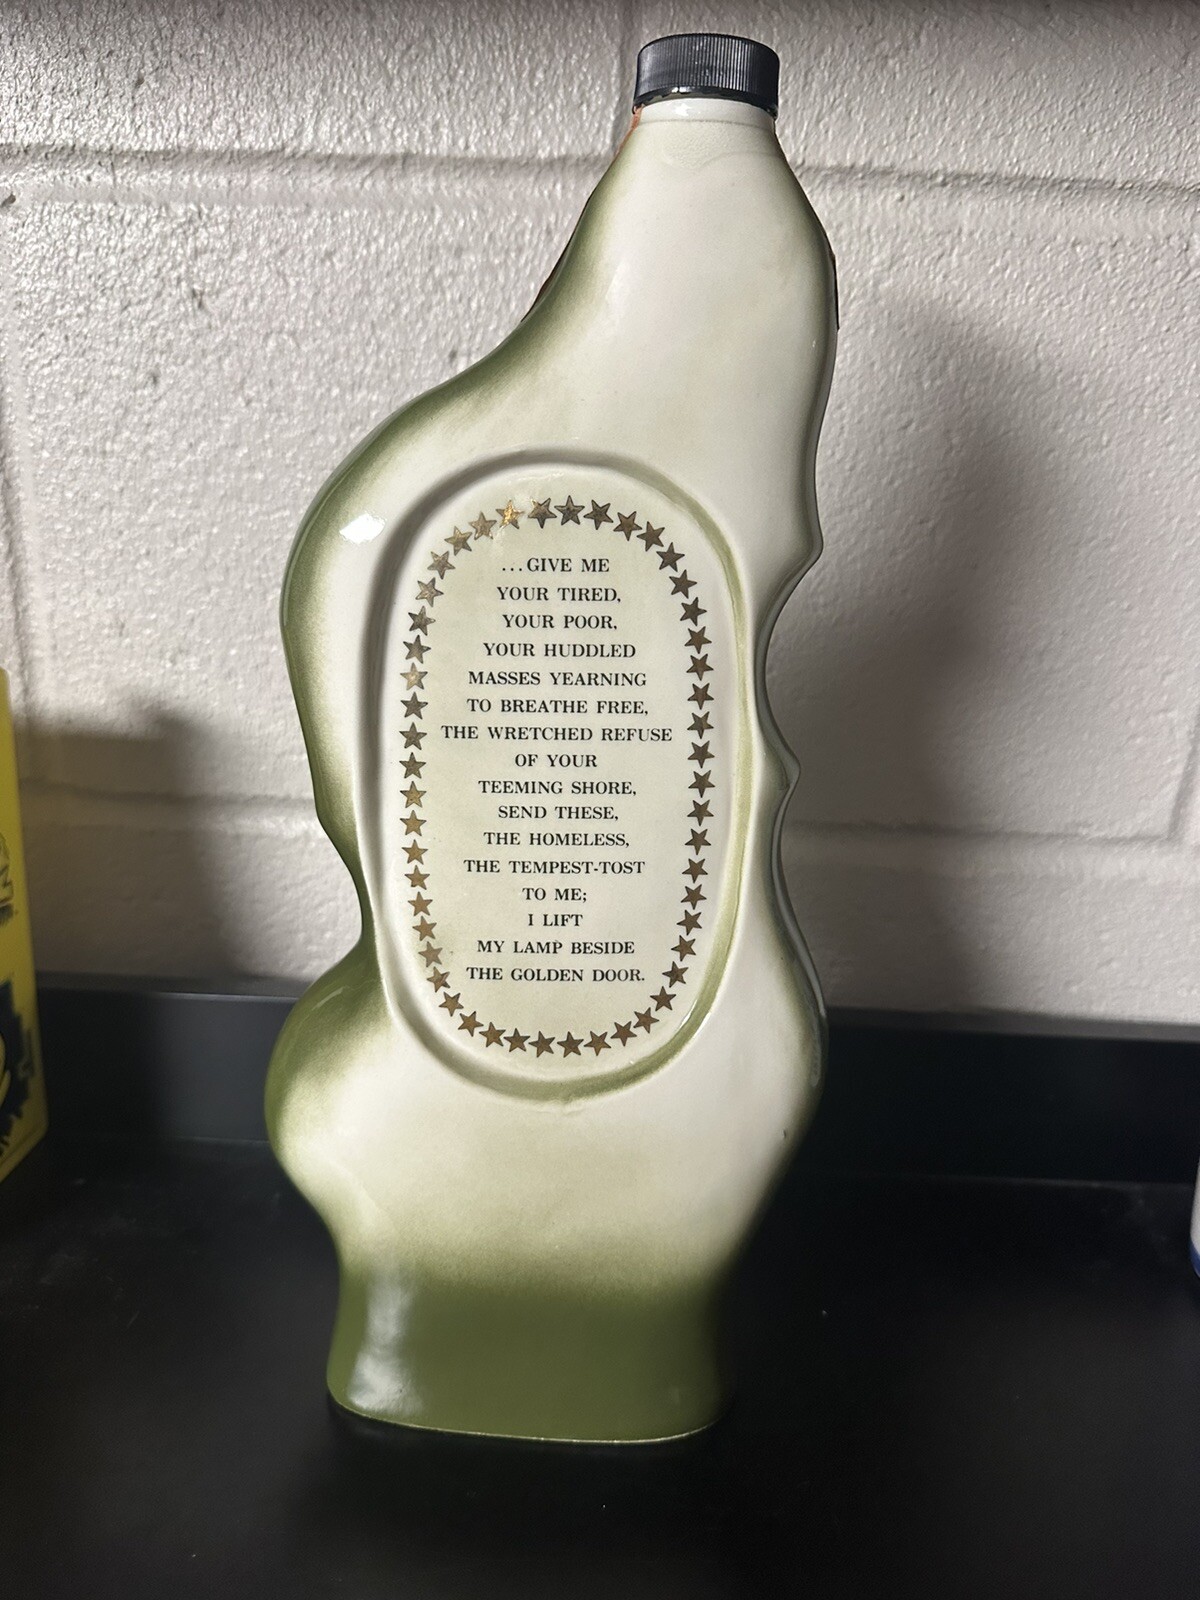 ...GIVE ME
YOUR TIRED,
YOUR POOR,
YOUR HUDDLED
MASSES YEARNING
TO BREATHE FREE,
THE WRETCHED REFUSE
OF YOUR
TEEMING SHORE,
SEND THESE,
THE HOMELESS,
THE TEMPEST-TOST
TO ME;
I LIFT
MY LAMP BESIDE
THE GOLDEN DOOR.